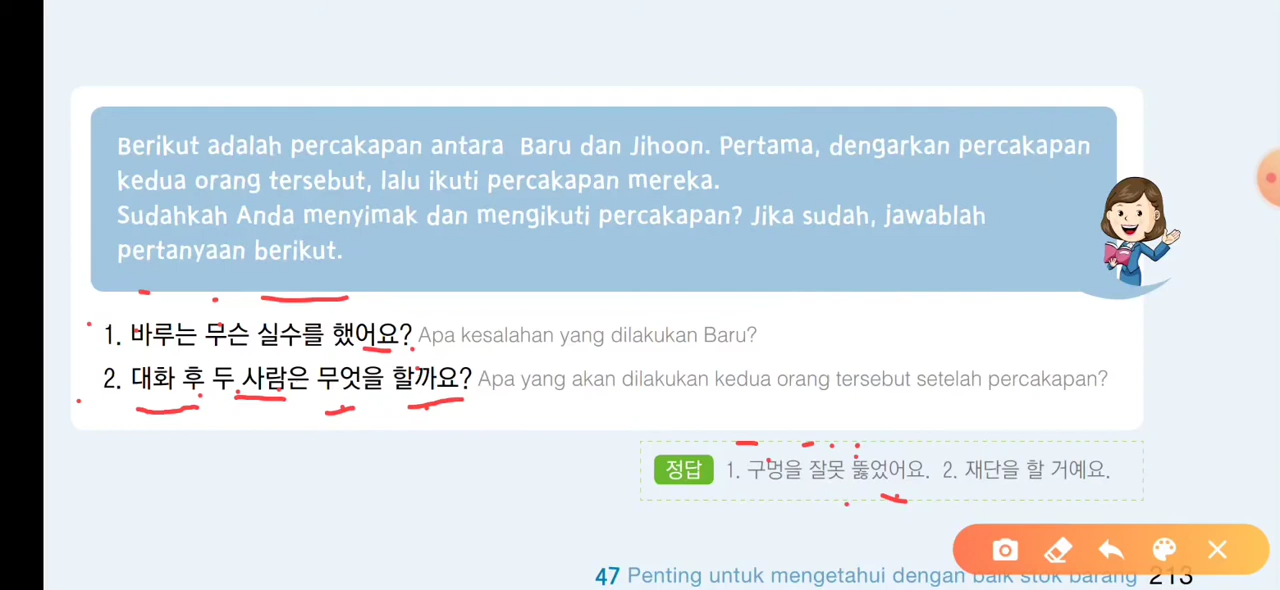 Berikut adalah percakapan antara Baru dan Jihoon. Pertama, dengarkan percakapan
kedua orang tersebut, lalu ikuti percakapan mereka.
Sudahkah Anda menyimak dan mengikuti percakapan? Jika sudah, jawablah
pertanyaan berikut.
1. 바루는 무슨 실수를 했어요? Apa kesalahan yang dilakukan Baru?
2. 대화 후 두 사람은 무엇을 할까요? Apa yang akan dilakukan kedua orang tersebut setelah percakapan?
정답 1. 구멍을 잘못 뚫었어요. 2. 재단을 할 거예요.
47 Penting untuk mengetahui dengan baik stok barang 213